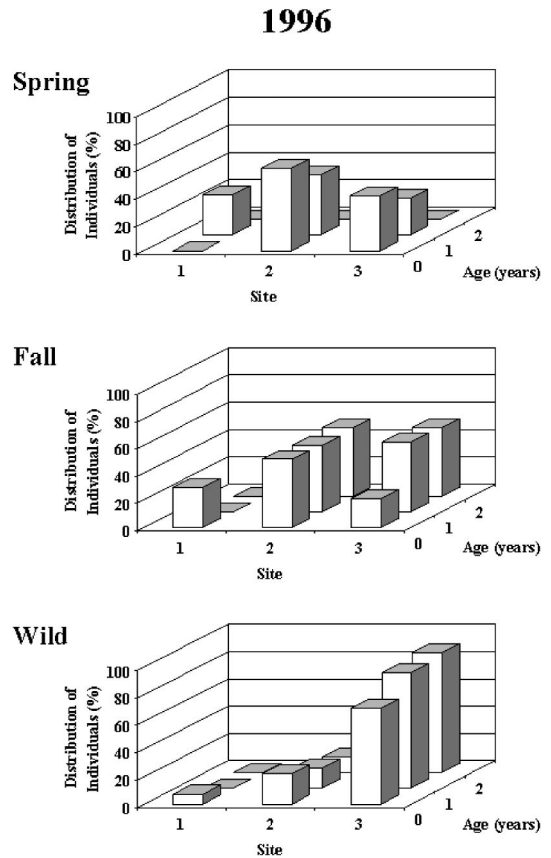 1996
Spring
Distribution of
Individuals (%)
100
80
60
40
20
0
1 2 3
Site
0 1 2
Age (years)
Fall
Distribution of
Individuals (%)
100
80
60
40
20
0
1 2 3
Site
0 1 2
Age (years)
Wild
Distribution of
Individuals (%)
100
80
60
40
20
0
1 2 3
Site
0 1 2
Age (years)